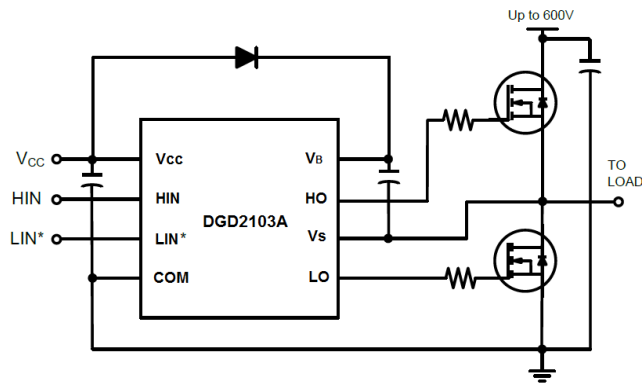 Up to 600V
VCC
HIN
LIN*
Vcc
HIN
LIN*
COM
DGD2103A
VB
HO
Vs
LO
TO
LOAD